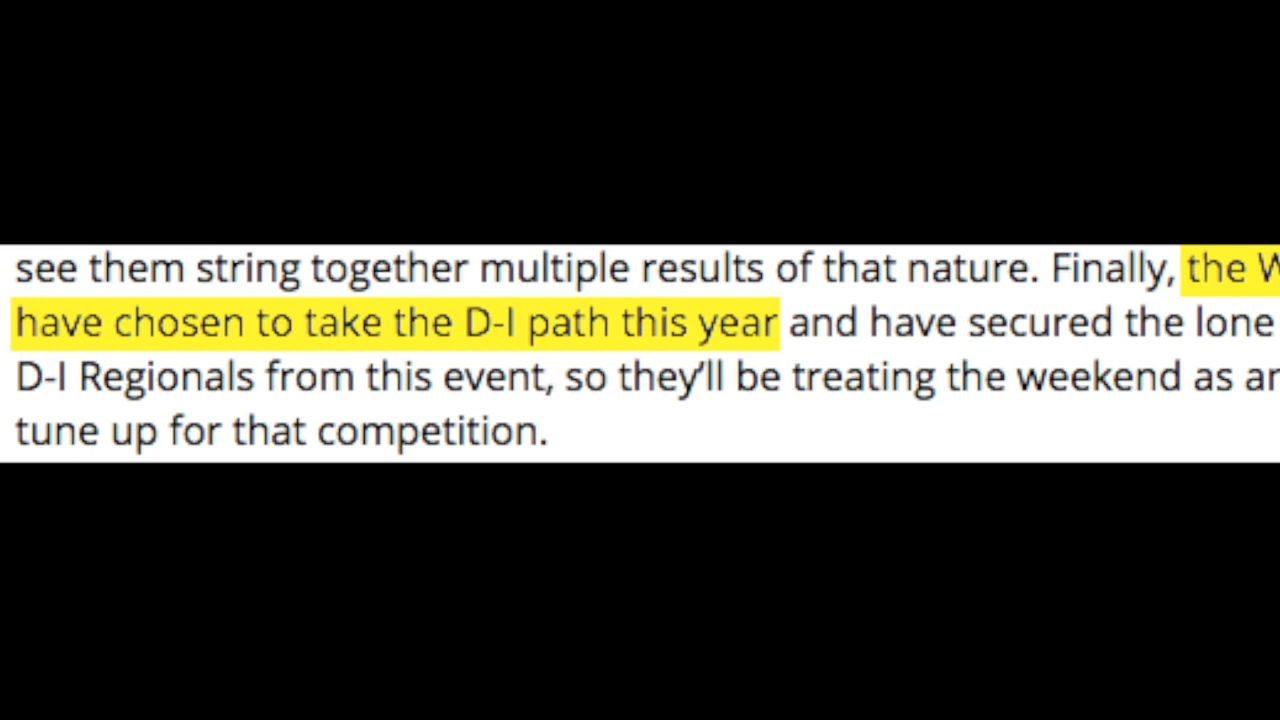 see them string together multiple results of that nature. Finally, the
have chosen to take the D-I path this year and have secured the lone
D-I Regionals from this event, so they’ll be treating the weekend as
tune up for that competition.